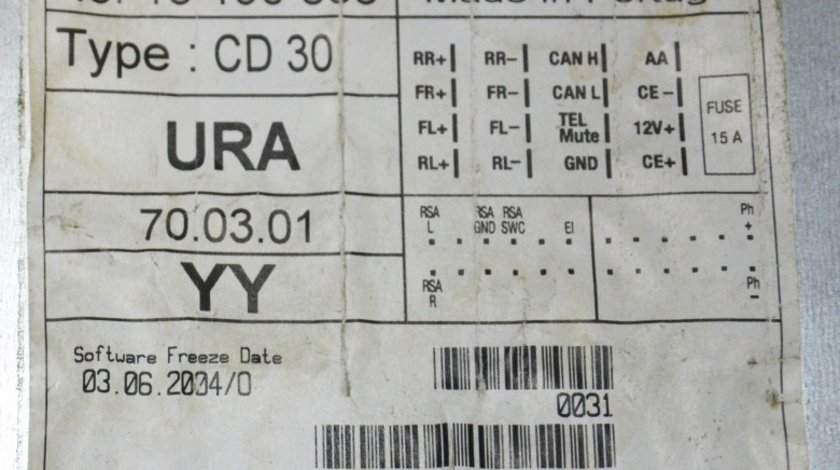 Type : CD 30
URA
70.03.01
YY
RR+ RR- CAN H AA
FR+ FR- CAN L CE-
FL+ FL- TEL Mute 12V+
RL+ RL- GND CE+
FUSE
15 A
RSA L RSA GND RSA SWC EI Ph +
RSA R Ph -
Software Freeze Date
03.06.2004/0
0031